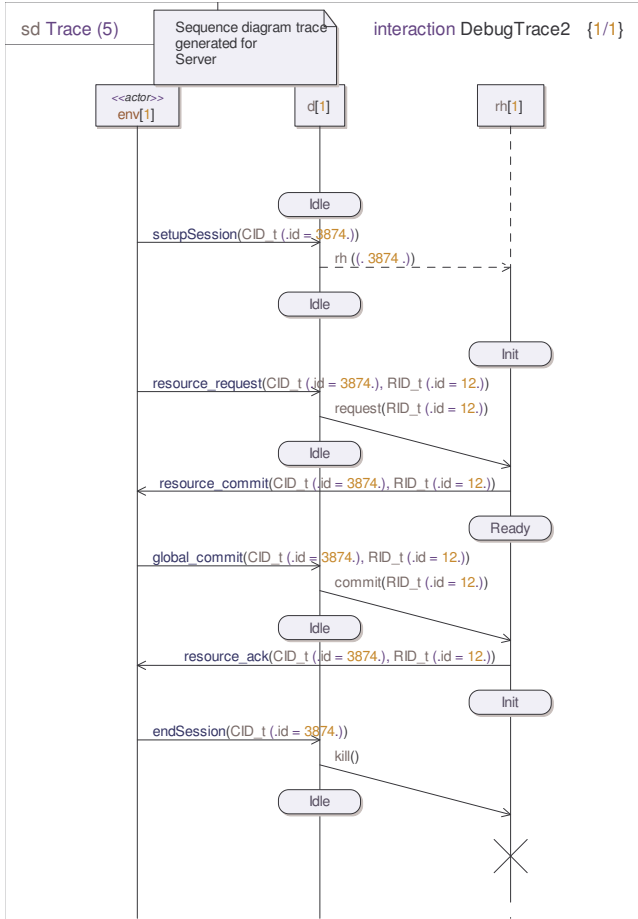 sd Trace (5)
Sequence diagram trace
generated for
Server
interaction DebugTrace2 {1/1}
<<actor>>
env[1]
d[1]
rh[1]
Idle
setupSession(CID_t (.id = 3874.))
rh ((. 3874 .))
Idle
Init
resource_request(CID_t (.id = 3874.), RID_t (.id = 12.))
request(RID_t (.id = 12.))
Idle
resource_commit(CID_t (.id = 3874.), RID_t (.id = 12.))
Ready
global_commit(CID_t (.id = 3874.), RID_t (.id = 12.))
commit(RID_t (.id = 12.))
Idle
resource_ack(CID_t (.id = 3874.), RID_t (.id = 12.))
Init
endSession(CID_t (.id = 3874.))
kill()
Idle